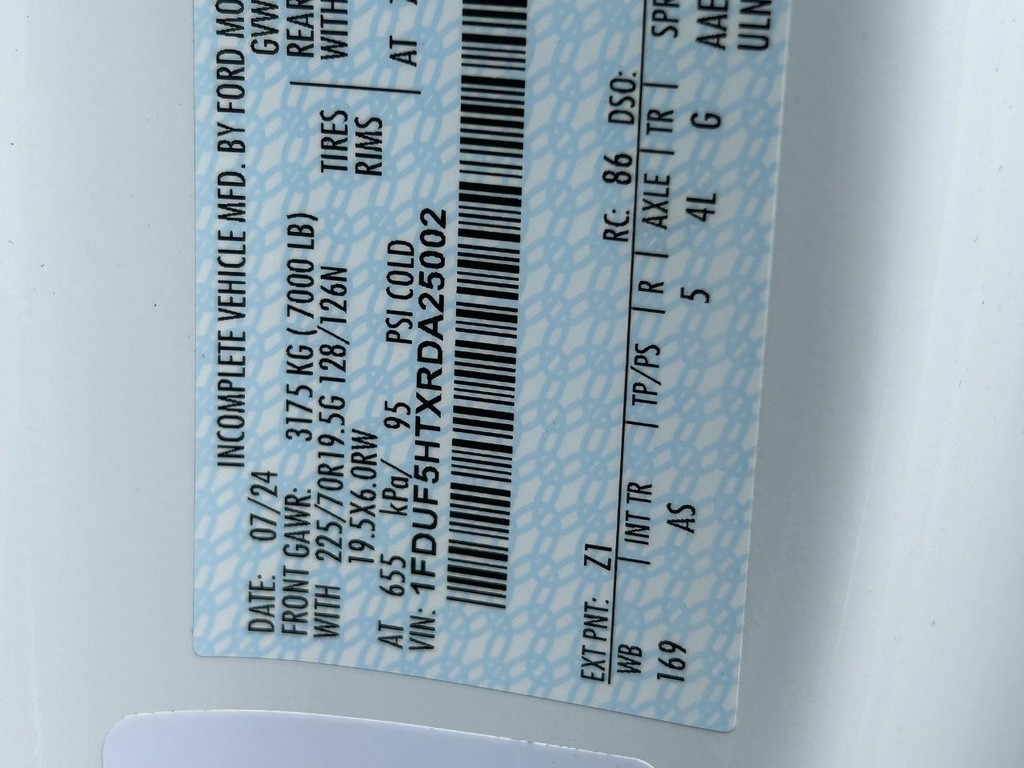 INCOMPLETE VEHICLE MFD. BY FORD MO
DATE: 07/24 GVW
FRONT GAWR: 3175 KG ( 7000 LB) REAR
WITH 225/70R19.5G 128/126N TIRES WITH
19.5X6.0RW RIMS
AT 655 kPa/ 95 PSI COLD AT
VIN: 1FDUF5HTXRDA25002
EXT PNT: Z1 RC: 86 DSO:
WB | INT TR | TP/PS | R | AXLE | TR | SPR
169 AS 5 4L G AAE
ULN